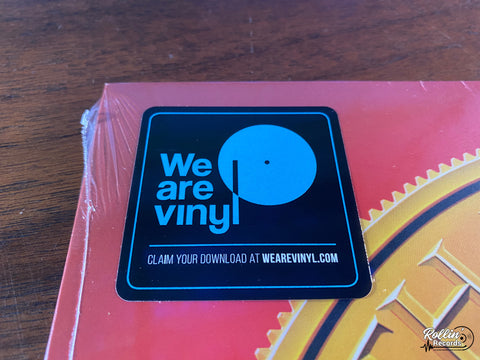 We
are
vinyl
CLAIM YOUR DOWNLOAD AT WEAREVINYL.COM
H
Rollin'
Records